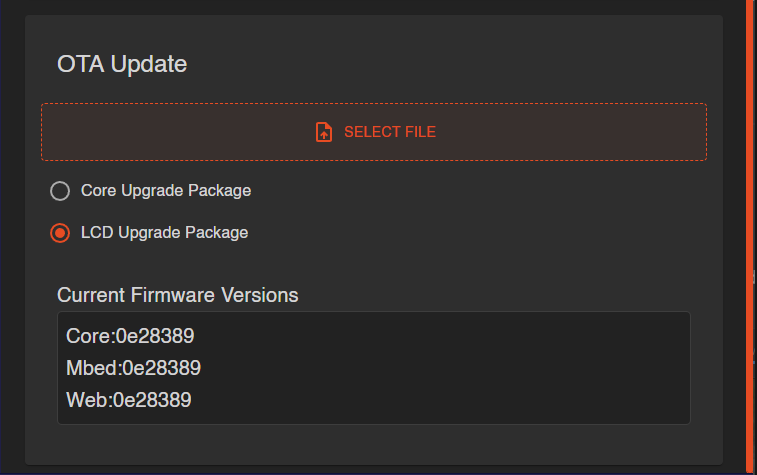 OTA Update
SELECT FILE
Core Upgrade Package
LCD Upgrade Package
Current Firmware Versions
Core:0e28389
Mbed:0e28389
Web:0e28389